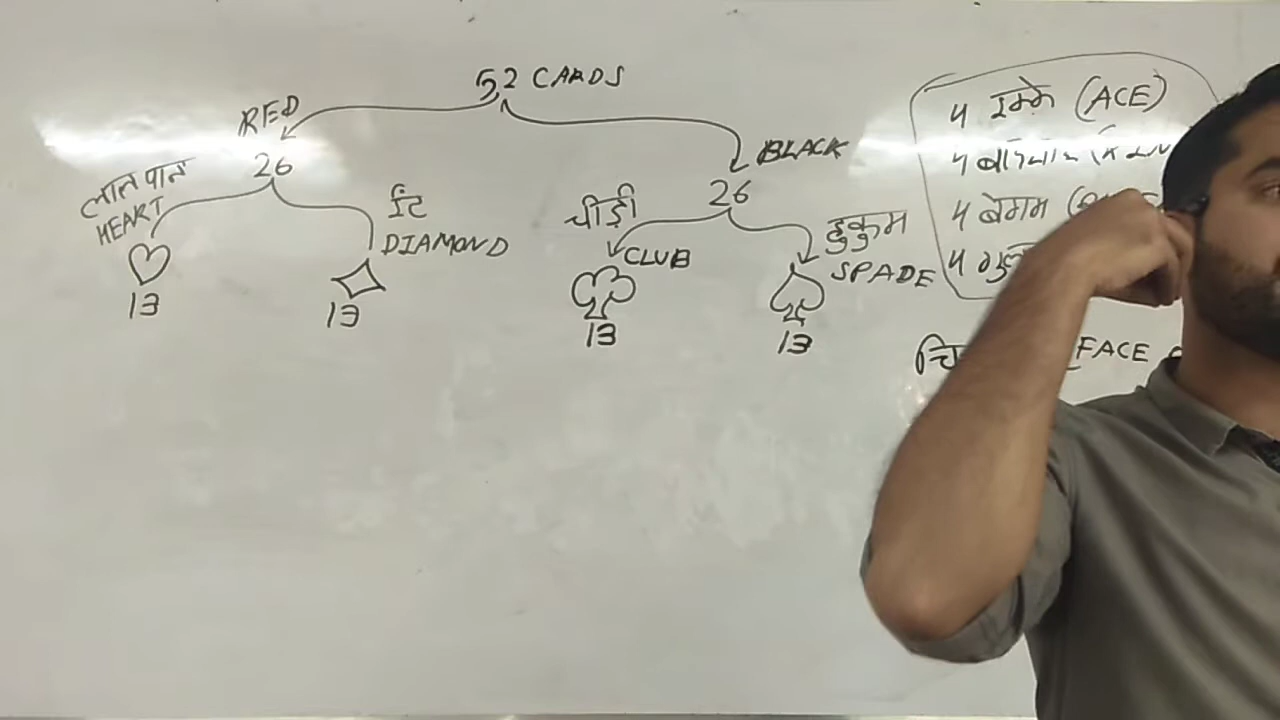 52 CARDS
RED
26
लाल पान
HEART
13
ईंट
DIAMOND
13
BLACK
26
चीड़ी
CLUB
13
हुकुम
SPADE
13
4 इक्के (ACE)
4
4 बेगम
4
FACE